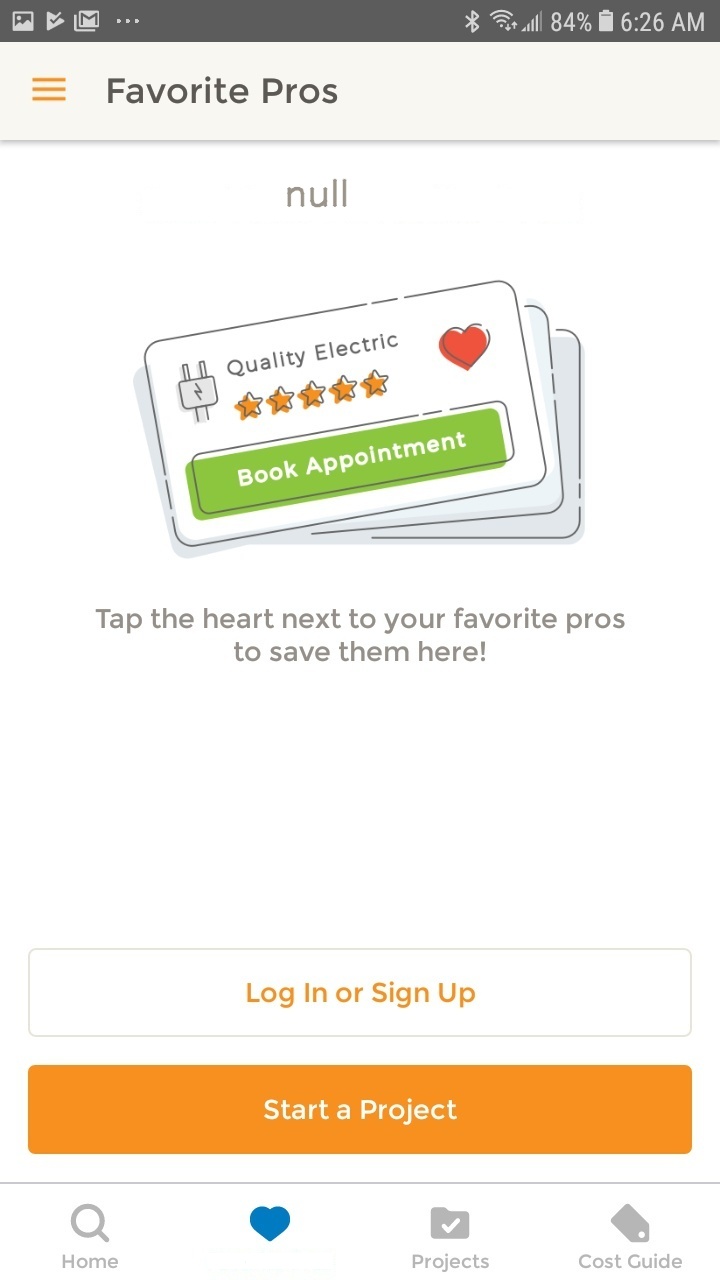 84% 6:26 AM
Favorite Pros
null
Quality Electric
Book Appointment
Tap the heart next to your favorite pros
to save them here!
Log In or Sign Up
Start a Project
Home
Projects
Cost Guide